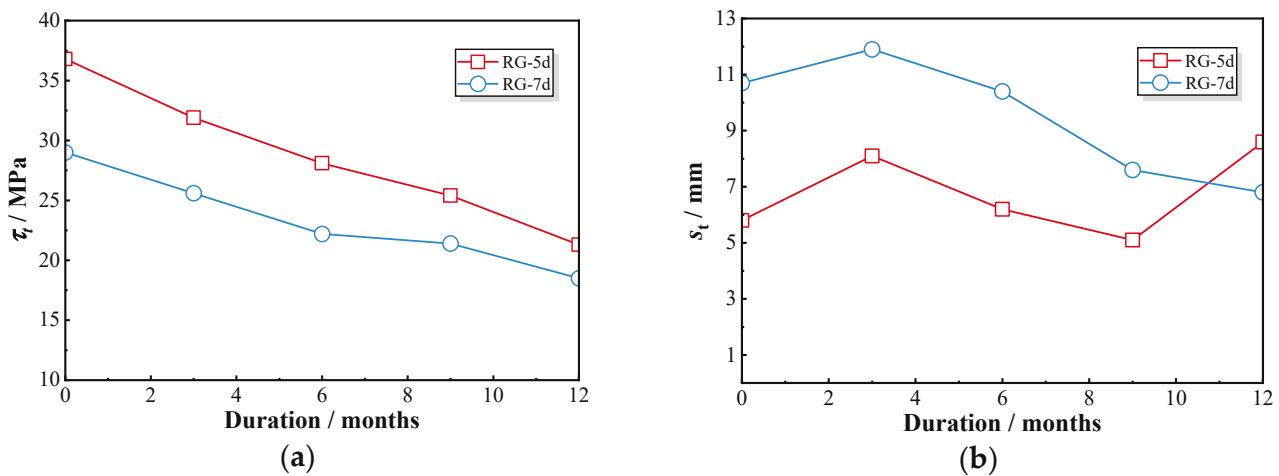 40
35
30
25
20
15
10
τt / MPa
RG-5d
RG-7d
0 2 4 6 8 10 12
Duration / months
(a)
13
11
9
7
5
3
1
st / mm
RG-5d
RG-7d
0 2 4 6 8 10 12
Duration / months
(b)